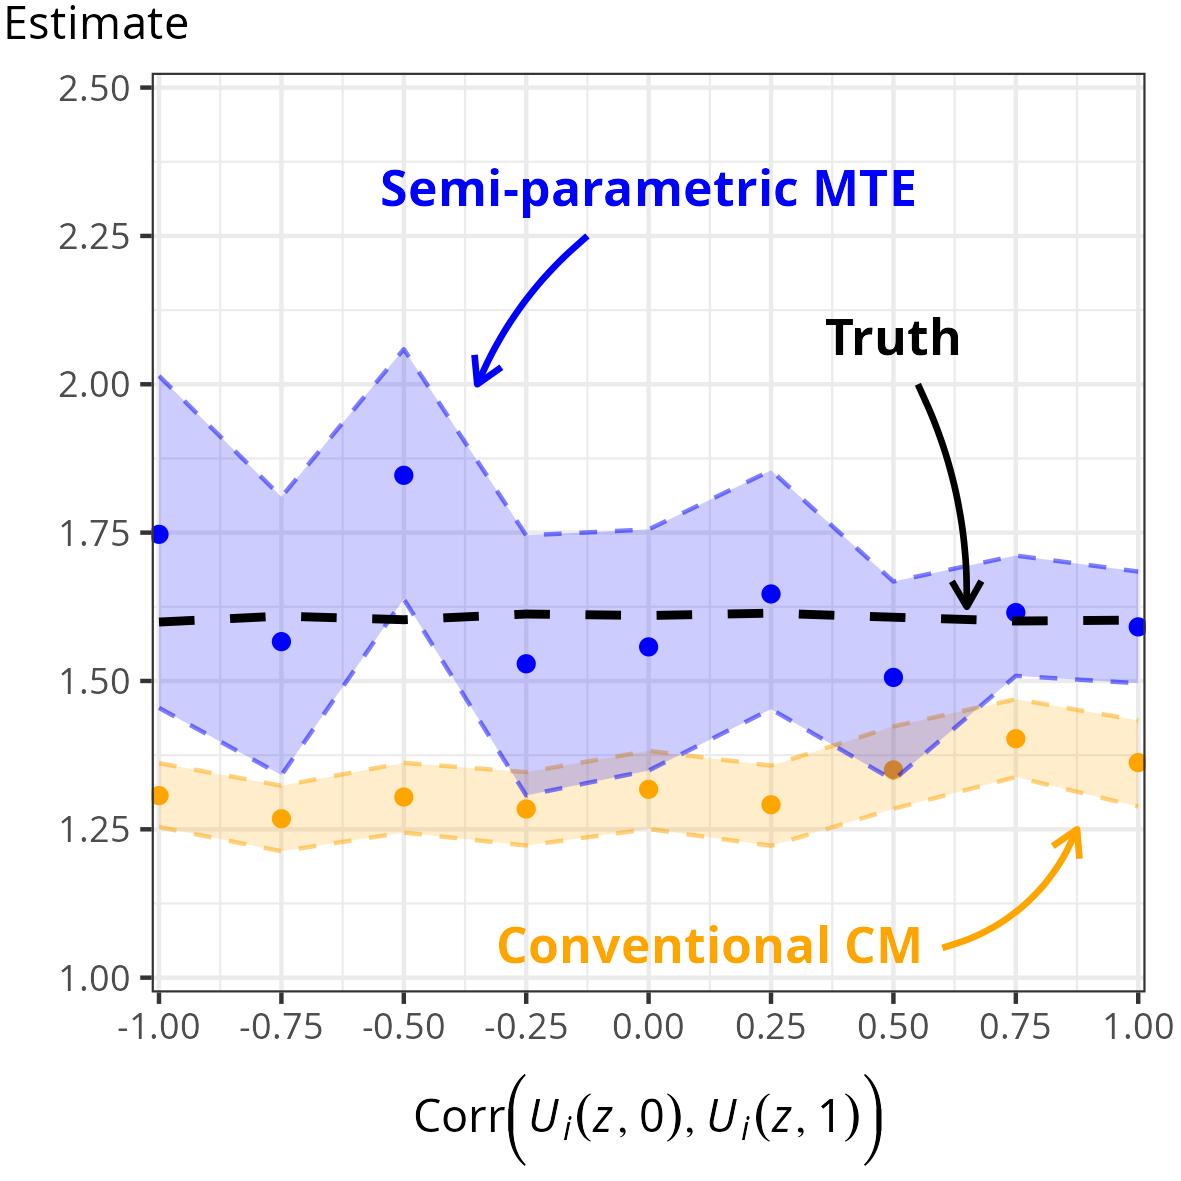 Estimate
2.50
2.25
2.00
1.75
1.50
1.25
1.00
Semi-parametric MTE
Truth
Conventional CM
-1.00 -0.75 -0.50 -0.25 0.00 0.25 0.50 0.75 1.00
Corr(U_i(z, 0), U_i(z, 1))